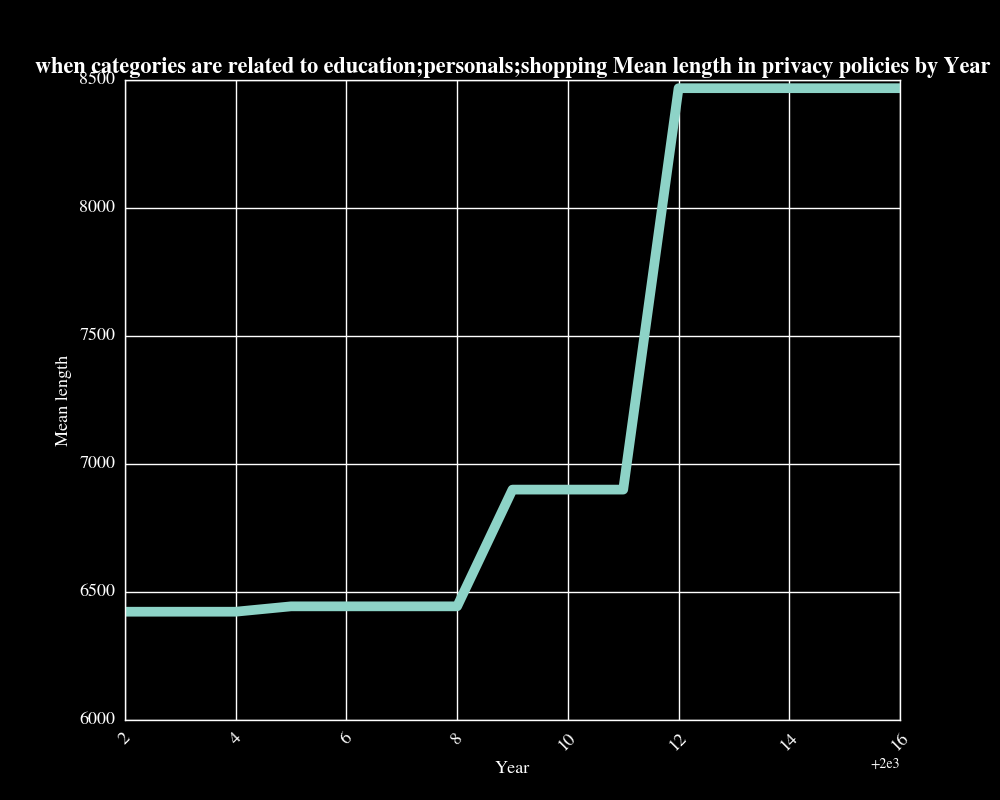 when categories are related to education;personals;shopping Mean length in privacy policies by Year
8500
8000
7500
7000
6500
6000
Mean length
2 4 6 8 10 12 14 16
Year
+2e3